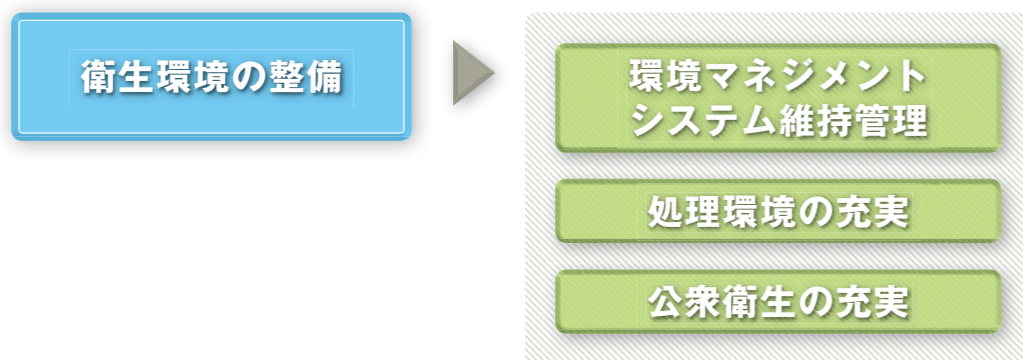 衛生環境の整備
環境マネジメント
システム維持管理
処理環境の充実
公衆衛生の充実